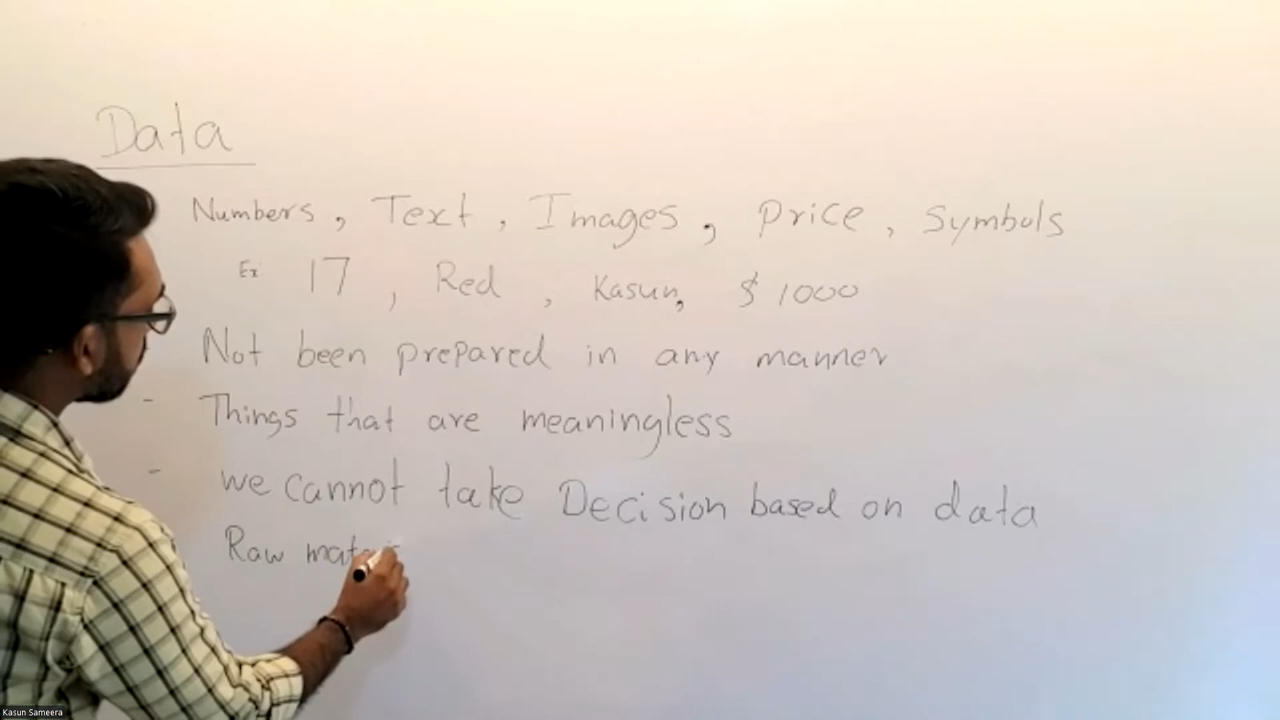 Data
Numbers , Text , Images , Price , Symbols
Ex 17 , Red , Kasun, $ 1000
Not been prepared in any manner
- Things that are meaningless
- we cannot take Decision based on data
Raw
Kasun Sameera